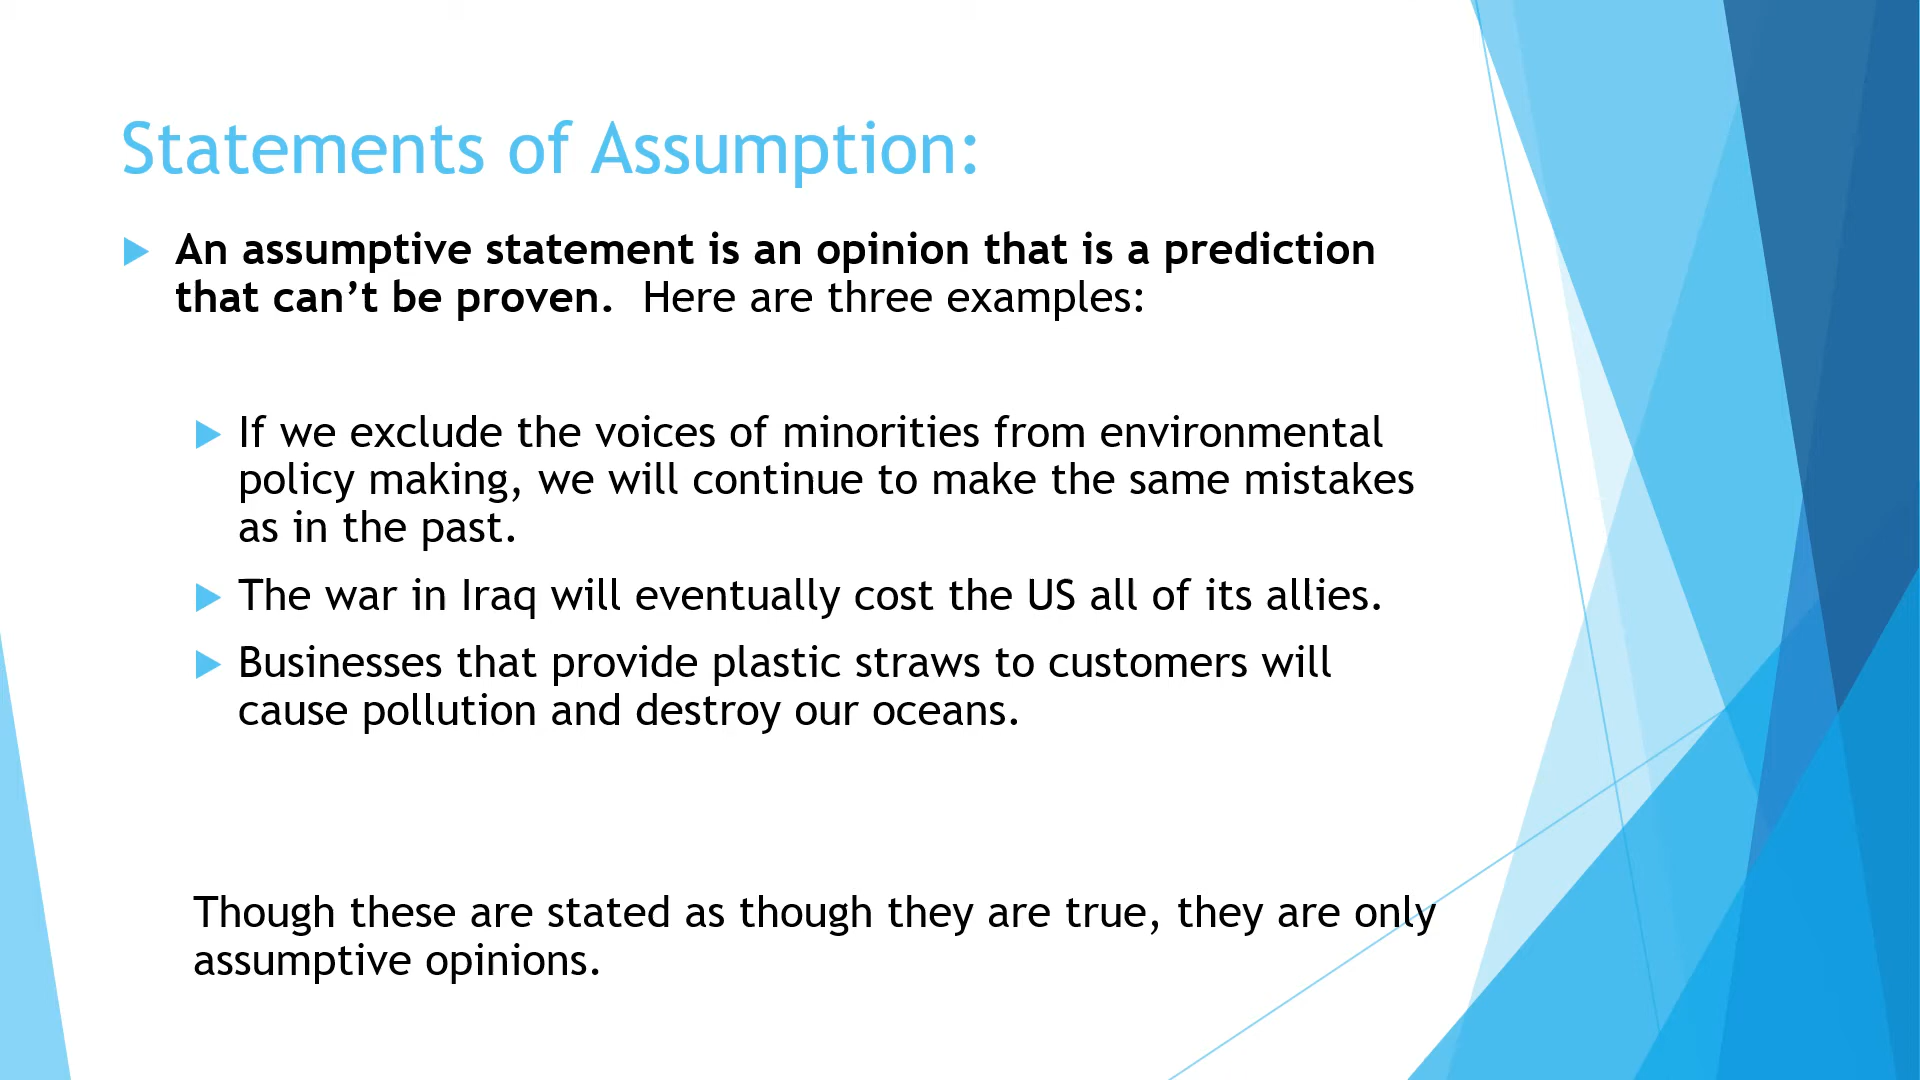 Statements of Assumption:
An assumptive statement is an opinion that is a prediction
that can’t be proven.  Here are three examples:
If we exclude the voices of minorities from environmental
policy making, we will continue to make the same mistakes
as in the past.
The war in Iraq will eventually cost the US all of its allies.
Businesses that provide plastic straws to customers will
cause pollution and destroy our oceans.
Though these are stated as though they are true, they are only
assumptive opinions.